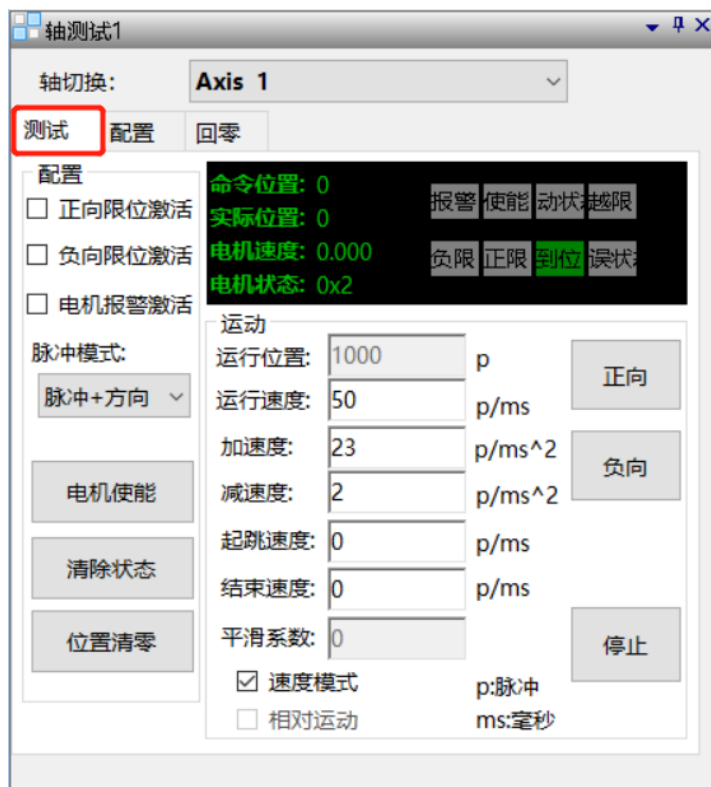 轴测试1
轴切换: Axis 1
测试 配置 回零
配置
正向限位激活
负向限位激活
电机报警激活
脉冲模式:
脉冲+方向
电机使能
清除状态
位置清零
命令位置: 0
实际位置: 0
电机速度: 0.000
电机状态: 0x2
报警 使能 动状 越限
负限 正限 到位 误状
运动
运行位置: 1000 p
运行速度: 50 p/ms
加速度: 23 p/ms^2
减速度: 2 p/ms^2
起跳速度: 0 p/ms
结束速度: 0 p/ms
平滑系数: 0
速度模式
相对运动
正向
负向
停止
p:脉冲
ms:毫秒